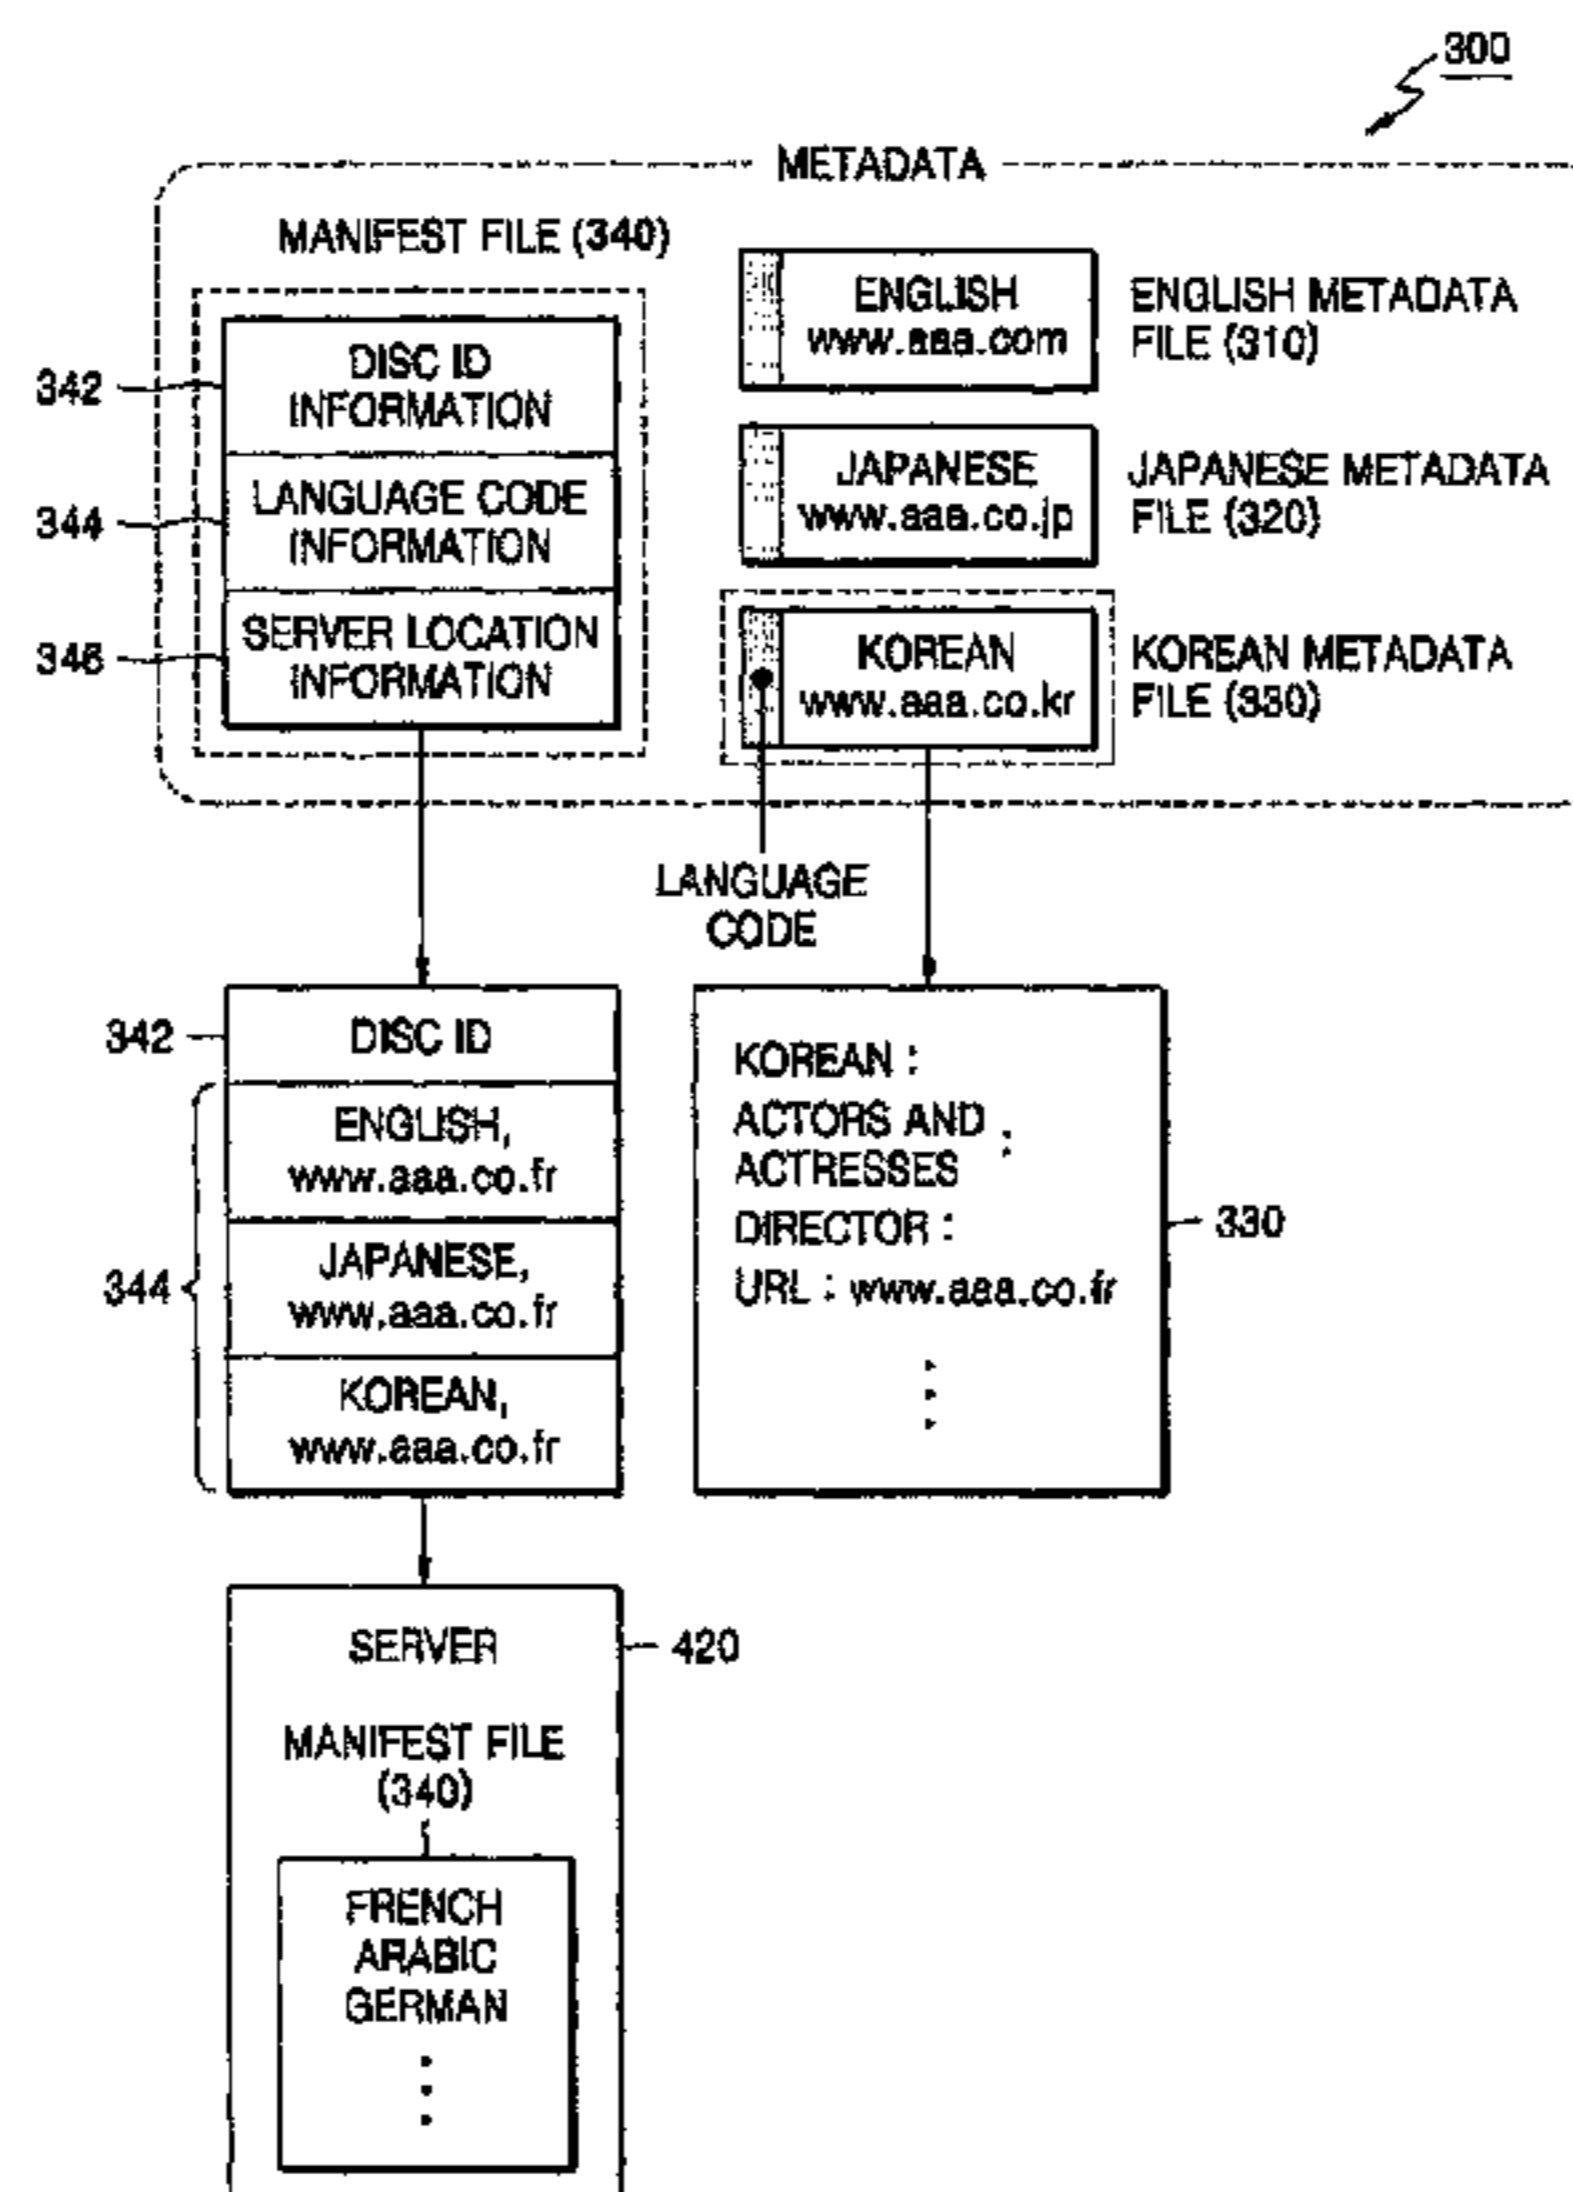 300
METADATA
MANIFEST FILE (340)
342
DISC ID
INFORMATION
344
LANGUAGE CODE
INFORMATION
346
SERVER LOCATION
INFORMATION
ENGLISH
www.aaa.com
ENGLISH METADATA
FILE (310)
JAPANESE
www.aaa.co.jp
JAPANESE METADATA
FILE (320)
KOREAN
www.aaa.co.kr
KOREAN METADATA
FILE (330)
LANGUAGE
CODE
342
DISC ID
344
ENGLISH,
www.aaa.co.fr
JAPANESE,
www.aaa.co.fr
KOREAN,
www.aaa.co.fr
KOREAN :
ACTORS AND :
ACTRESSES
DIRECTOR :
URL : www.aaa.co.fr
330
SERVER
420
MANIFEST FILE
(340)
FRENCH
ARABIC
GERMAN